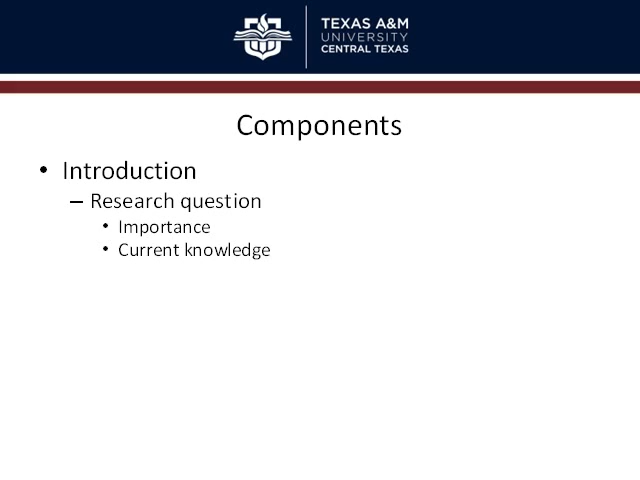 TEXAS A&M
UNIVERSITY
CENTRAL TEXAS
Components
• Introduction
– Research question
• Importance
• Current knowledge